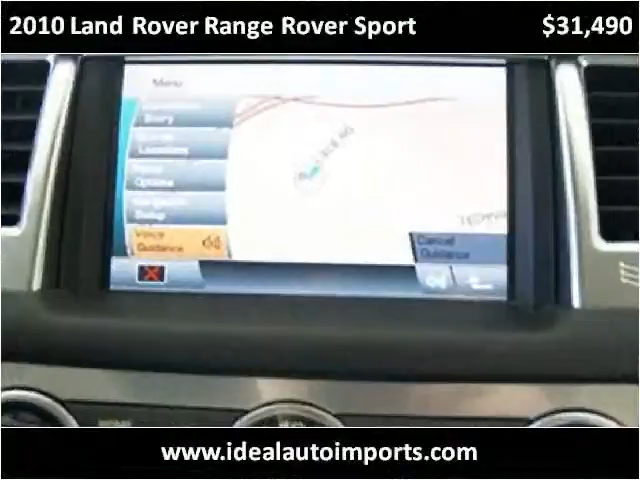 2010 Land Rover Range Rover Sport $31,490
Menu
Entry
Locations
Options
Setup
Voice
Guidance
Cancel
Guidance
www.idealautoimports.com